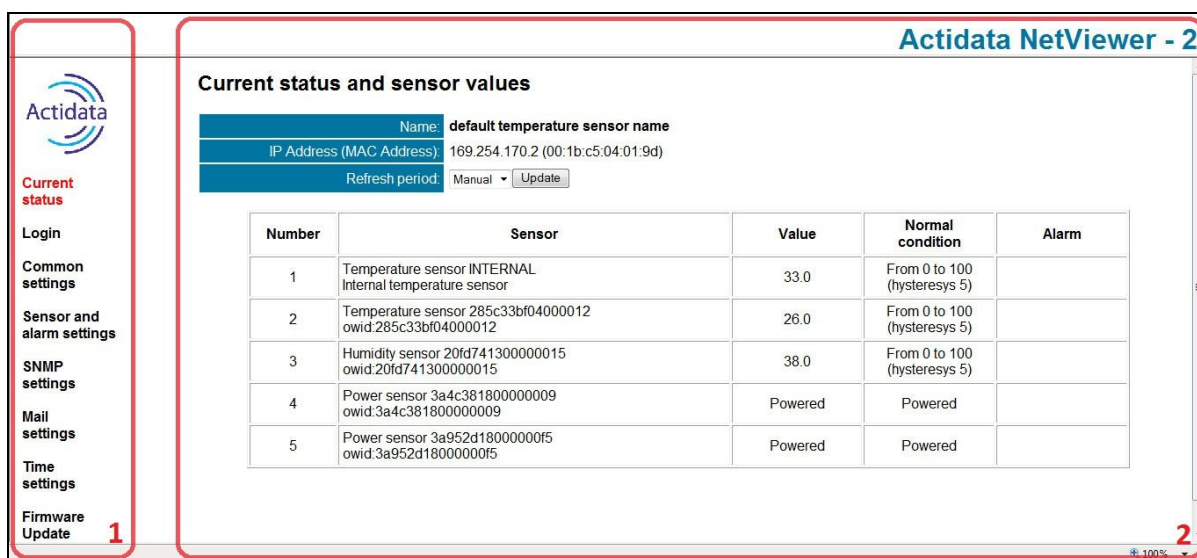 Actidata NetViewer - 2
Actidata
Current
status
Login
Common
settings
Sensor and
alarm settings
SNMP
settings
Mail
settings
Time
settings
Firmware
Update
1
Current status and sensor values
Name: default temperature sensor name
IP Address (MAC Address): 169.254.170.2 (00:1b:c5:04:01:9d)
Refresh period: Manual Update
Number Sensor Value Normal condition Alarm
1 Temperature sensor INTERNAL 33.0 From 0 to 100
Internal temperature sensor (hysteresys 5)
2 Temperature sensor 285c33bf04000012 26.0 From 0 to 100
owid:285c33bf04000012 (hysteresys 5)
3 Humidity sensor 20fd741300000015 38.0 From 0 to 100
owid:20fd741300000015 (hysteresys 5)
4 Power sensor 3a4c381800000009 Powered Powered
owid:3a4c381800000009
5 Power sensor 3a952d18000000f5 Powered Powered
owid:3a952d18000000f5
2
100%